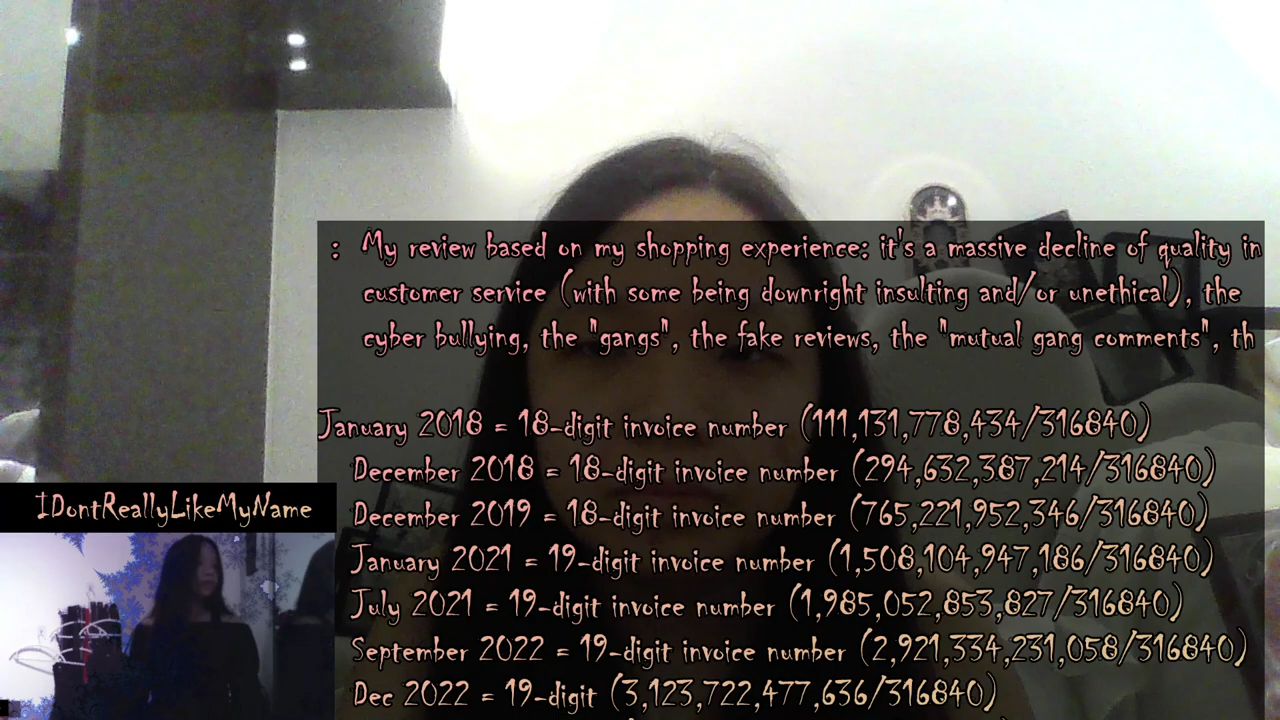 : My review based on my shopping experience: it's a massive decline of quality in
customer service (with some being downright insulting and/or unethical), the
cyber bullying, the "gangs", the fake reviews, the "mutual gang comments", th
January 2018 = 18-digit invoice number (111,131,778,434/316840)
December 2018 = 18-digit invoice number (294,632,387,214/316840)
December 2019 = 18-digit invoice number (765,221,952,346/316840)
January 2021 = 19-digit invoice number (1,508,104,947,186/316840)
July 2021 = 19-digit invoice number (1,985,052,853,827/316840)
September 2022 = 19-digit invoice number (2,921,334,231,058/316840)
Dec 2022 = 19-digit (3,123,722,477,636/316840)
IDontReallyLikeMyName